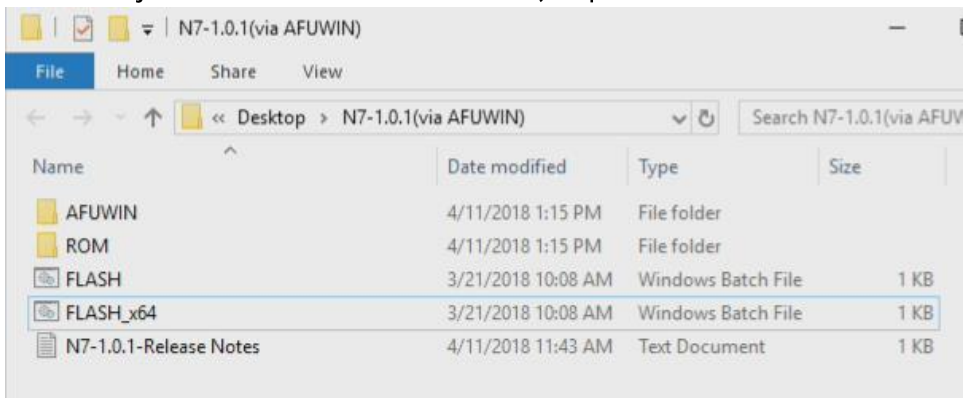 N7-1.0.1(via AFUWIN)
File Home Share View
« Desktop › N7-1.0.1(via AFUWIN) Search N7-1.0.1(via
Name Date modified Type Size
AFUWIN 4/11/2018 1:15 PM File folder
ROM 4/11/2018 1:15 PM File folder
FLASH 3/21/2018 10:08 AM Windows Batch File 1 KB
FLASH_x64 3/21/2018 10:08 AM Windows Batch File 1 KB
N7-1.0.1-Release Notes 4/11/2018 11:43 AM Text Document 1 KB